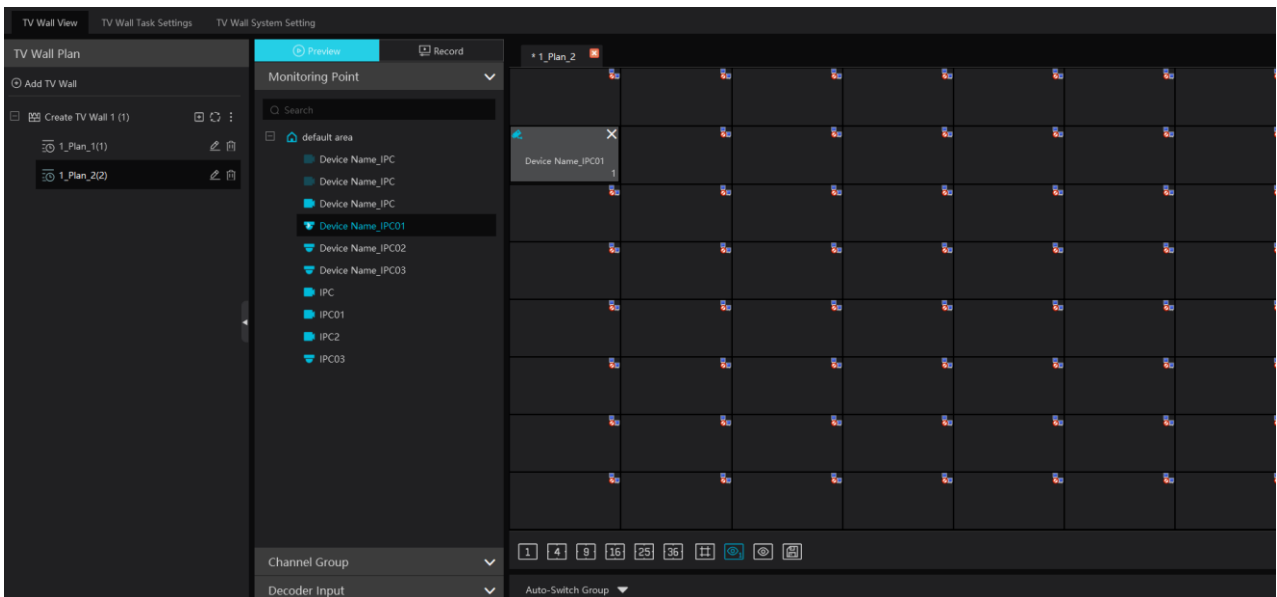 TV Wall View TV Wall Task Settings TV Wall System Setting
TV Wall Plan
Add TV Wall
Create TV Wall 1 (1)
1_Plan_1(1)
1_Plan_2(2)
Preview Record
Monitoring Point
Search
default area
Device Name_IPC
Device Name_IPC
Device Name_IPC
Device Name_IPC01
Device Name_IPC02
Device Name_IPC03
IPC
IPC01
IPC2
IPC03
Channel Group
Decoder Input
* 1_Plan_2
Device Name_IPC01
1
1 4 9 16 25 36
Auto-Switch Group